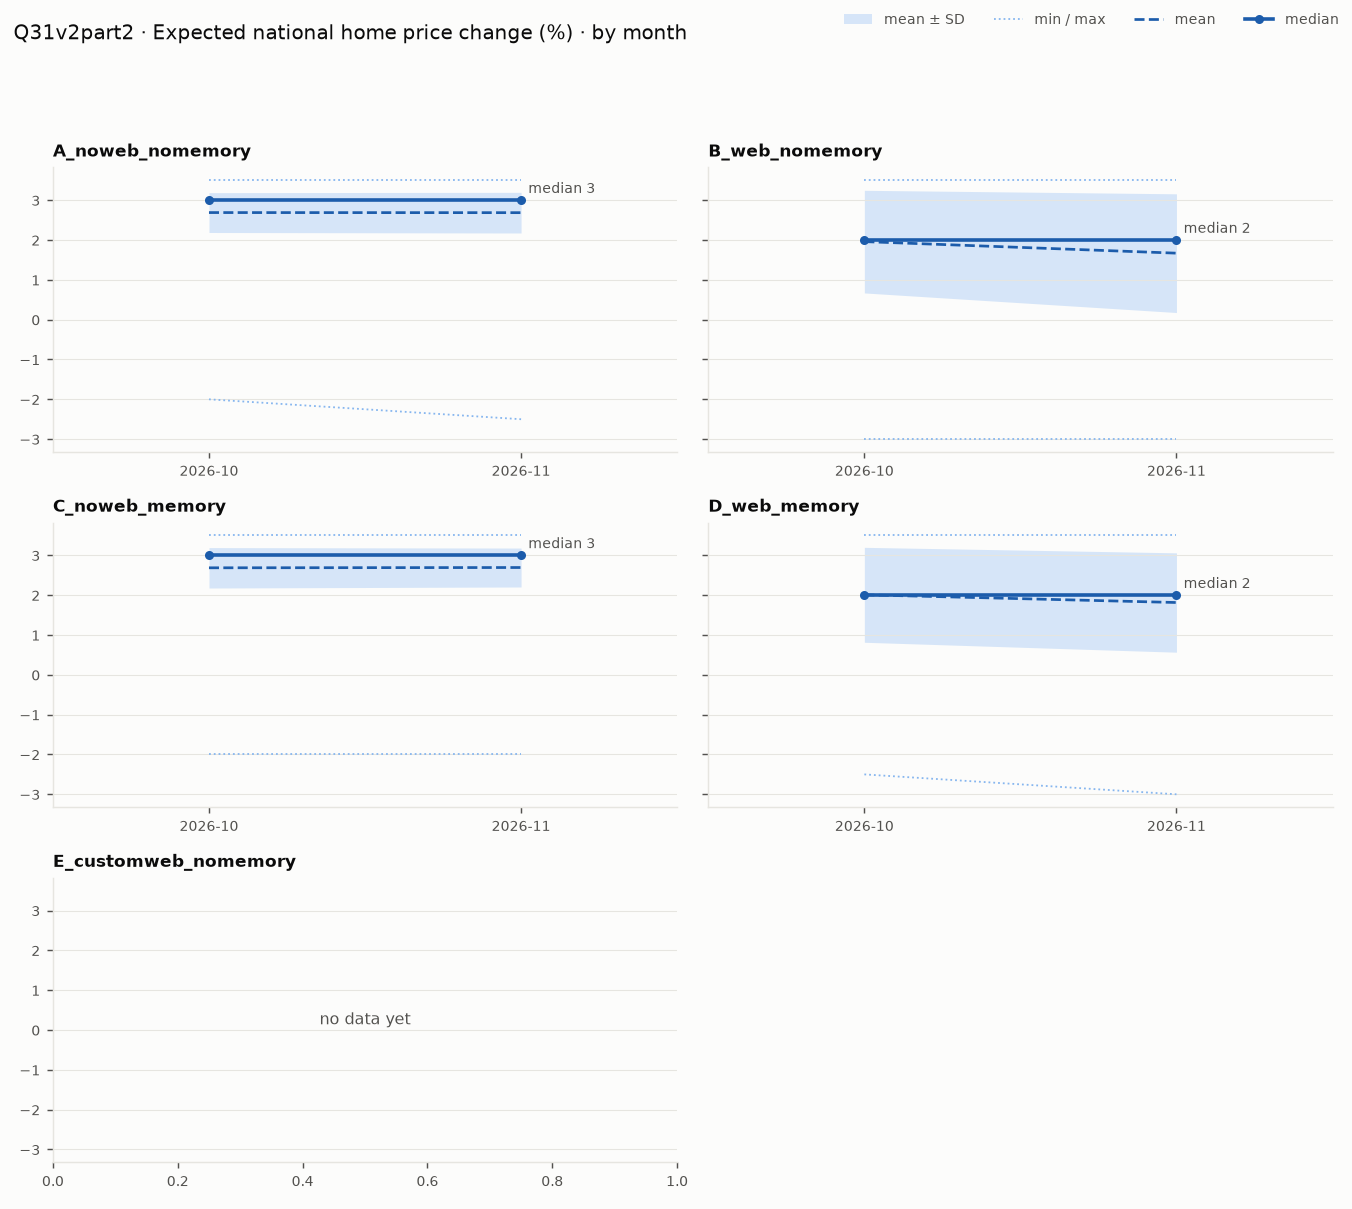 Q31v2part2 · Expected national home price change (%) · by month
mean ± SD
min / max
mean
median
A_noweb_nomemory
3
2
1
0
−1
−2
−3
median 3
2026-10
2026-11
B_web_nomemory
median 2
2026-10
2026-11
C_noweb_memory
3
2
1
0
−1
−2
−3
median 3
2026-10
2026-11
D_web_memory
median 2
2026-10
2026-11
E_customweb_nomemory
3
2
1
0
−1
−2
−3
no data yet
0.0
0.2
0.4
0.6
0.8
1.0